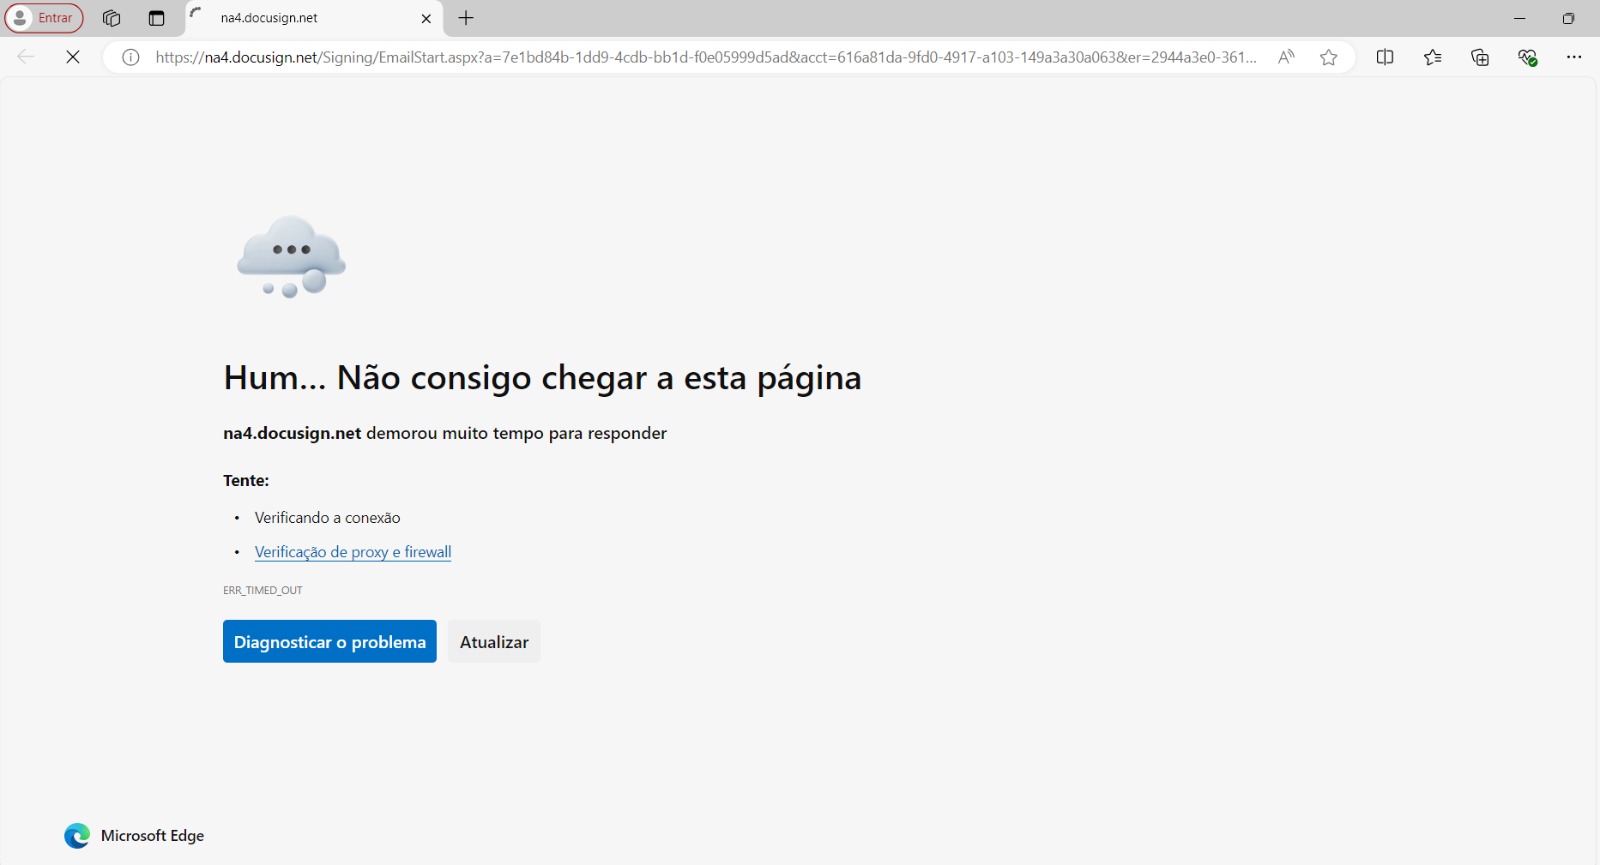 Entrar
na4.docusign.net
https://na4.docusign.net/Signing/EmailStart.aspx?a=7e1bd84b-1dd9-4cdb-bb1d-f0e05999d5ad&acct=616a81da-9fd0-4917-a103-149a3a30a063&er=2944a3e0-361...
Hum... Não consigo chegar a esta página
na4.docusign.net demorou muito tempo para responder
Tente:
• Verificando a conexão
• Verificação de proxy e firewall
ERR_TIMED_OUT
Diagnosticar o problema Atualizar
Microsoft Edge